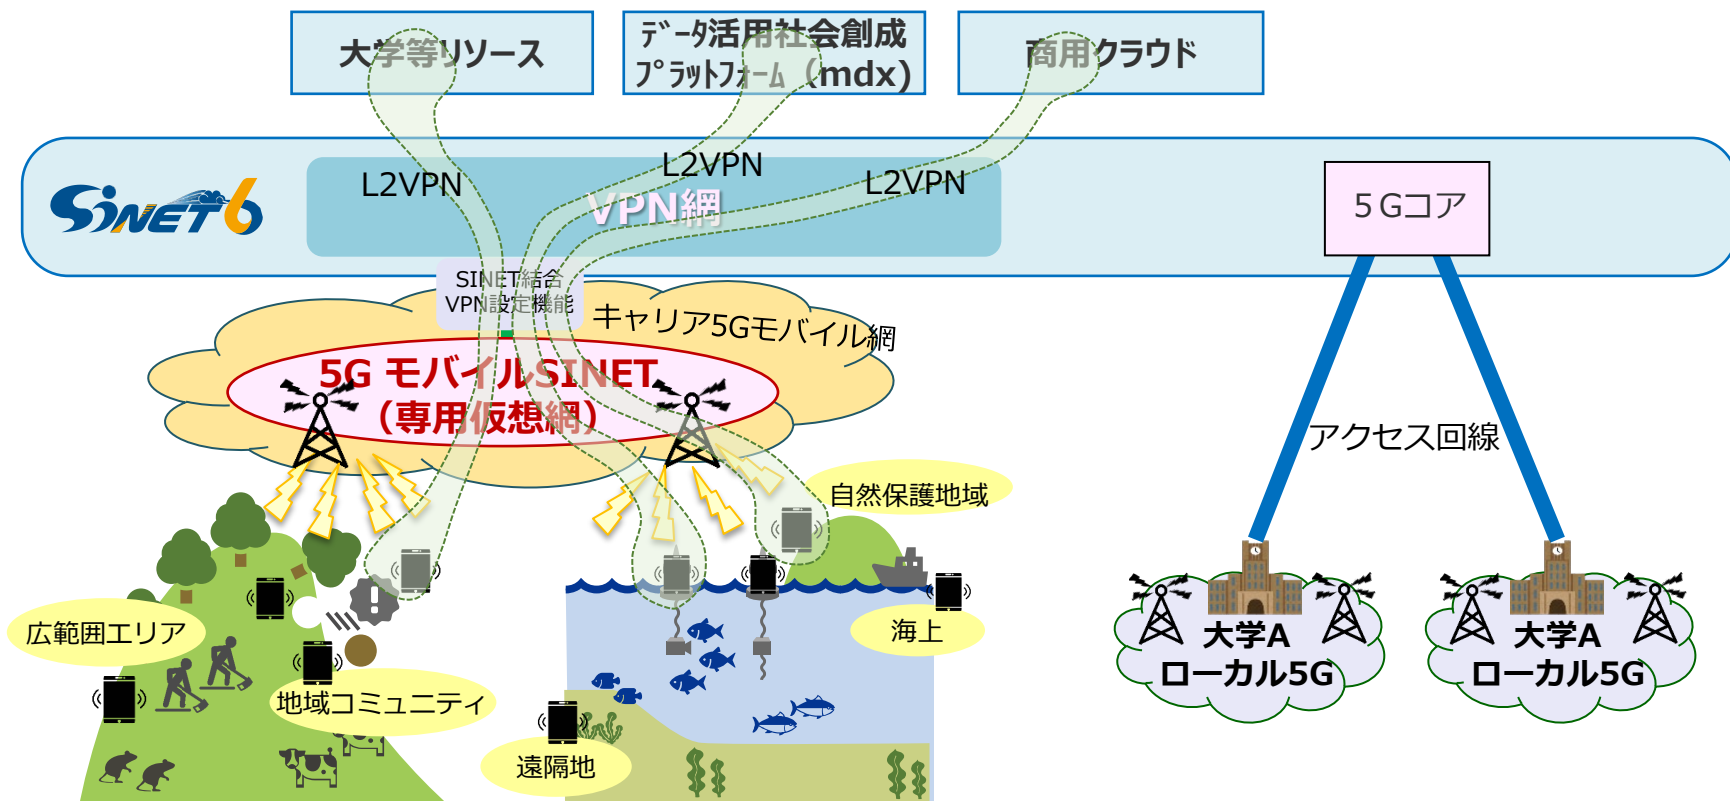 大学等リソース
データ活用社会創成
プラットフォーム（mdx)
商用クラウド
L2VPN
L2VPN
L2VPN
SINET6
VPN網
5Gコア
SINET結合
VPN設定機能
キャリア5Gモバイル網
5G モバイルSINET
（専用仮想網）
アクセス回線
自然保護地域
広範囲エリア
海上
地域コミュニティ
遠隔地
大学A
ローカル5G
大学A
ローカル5G